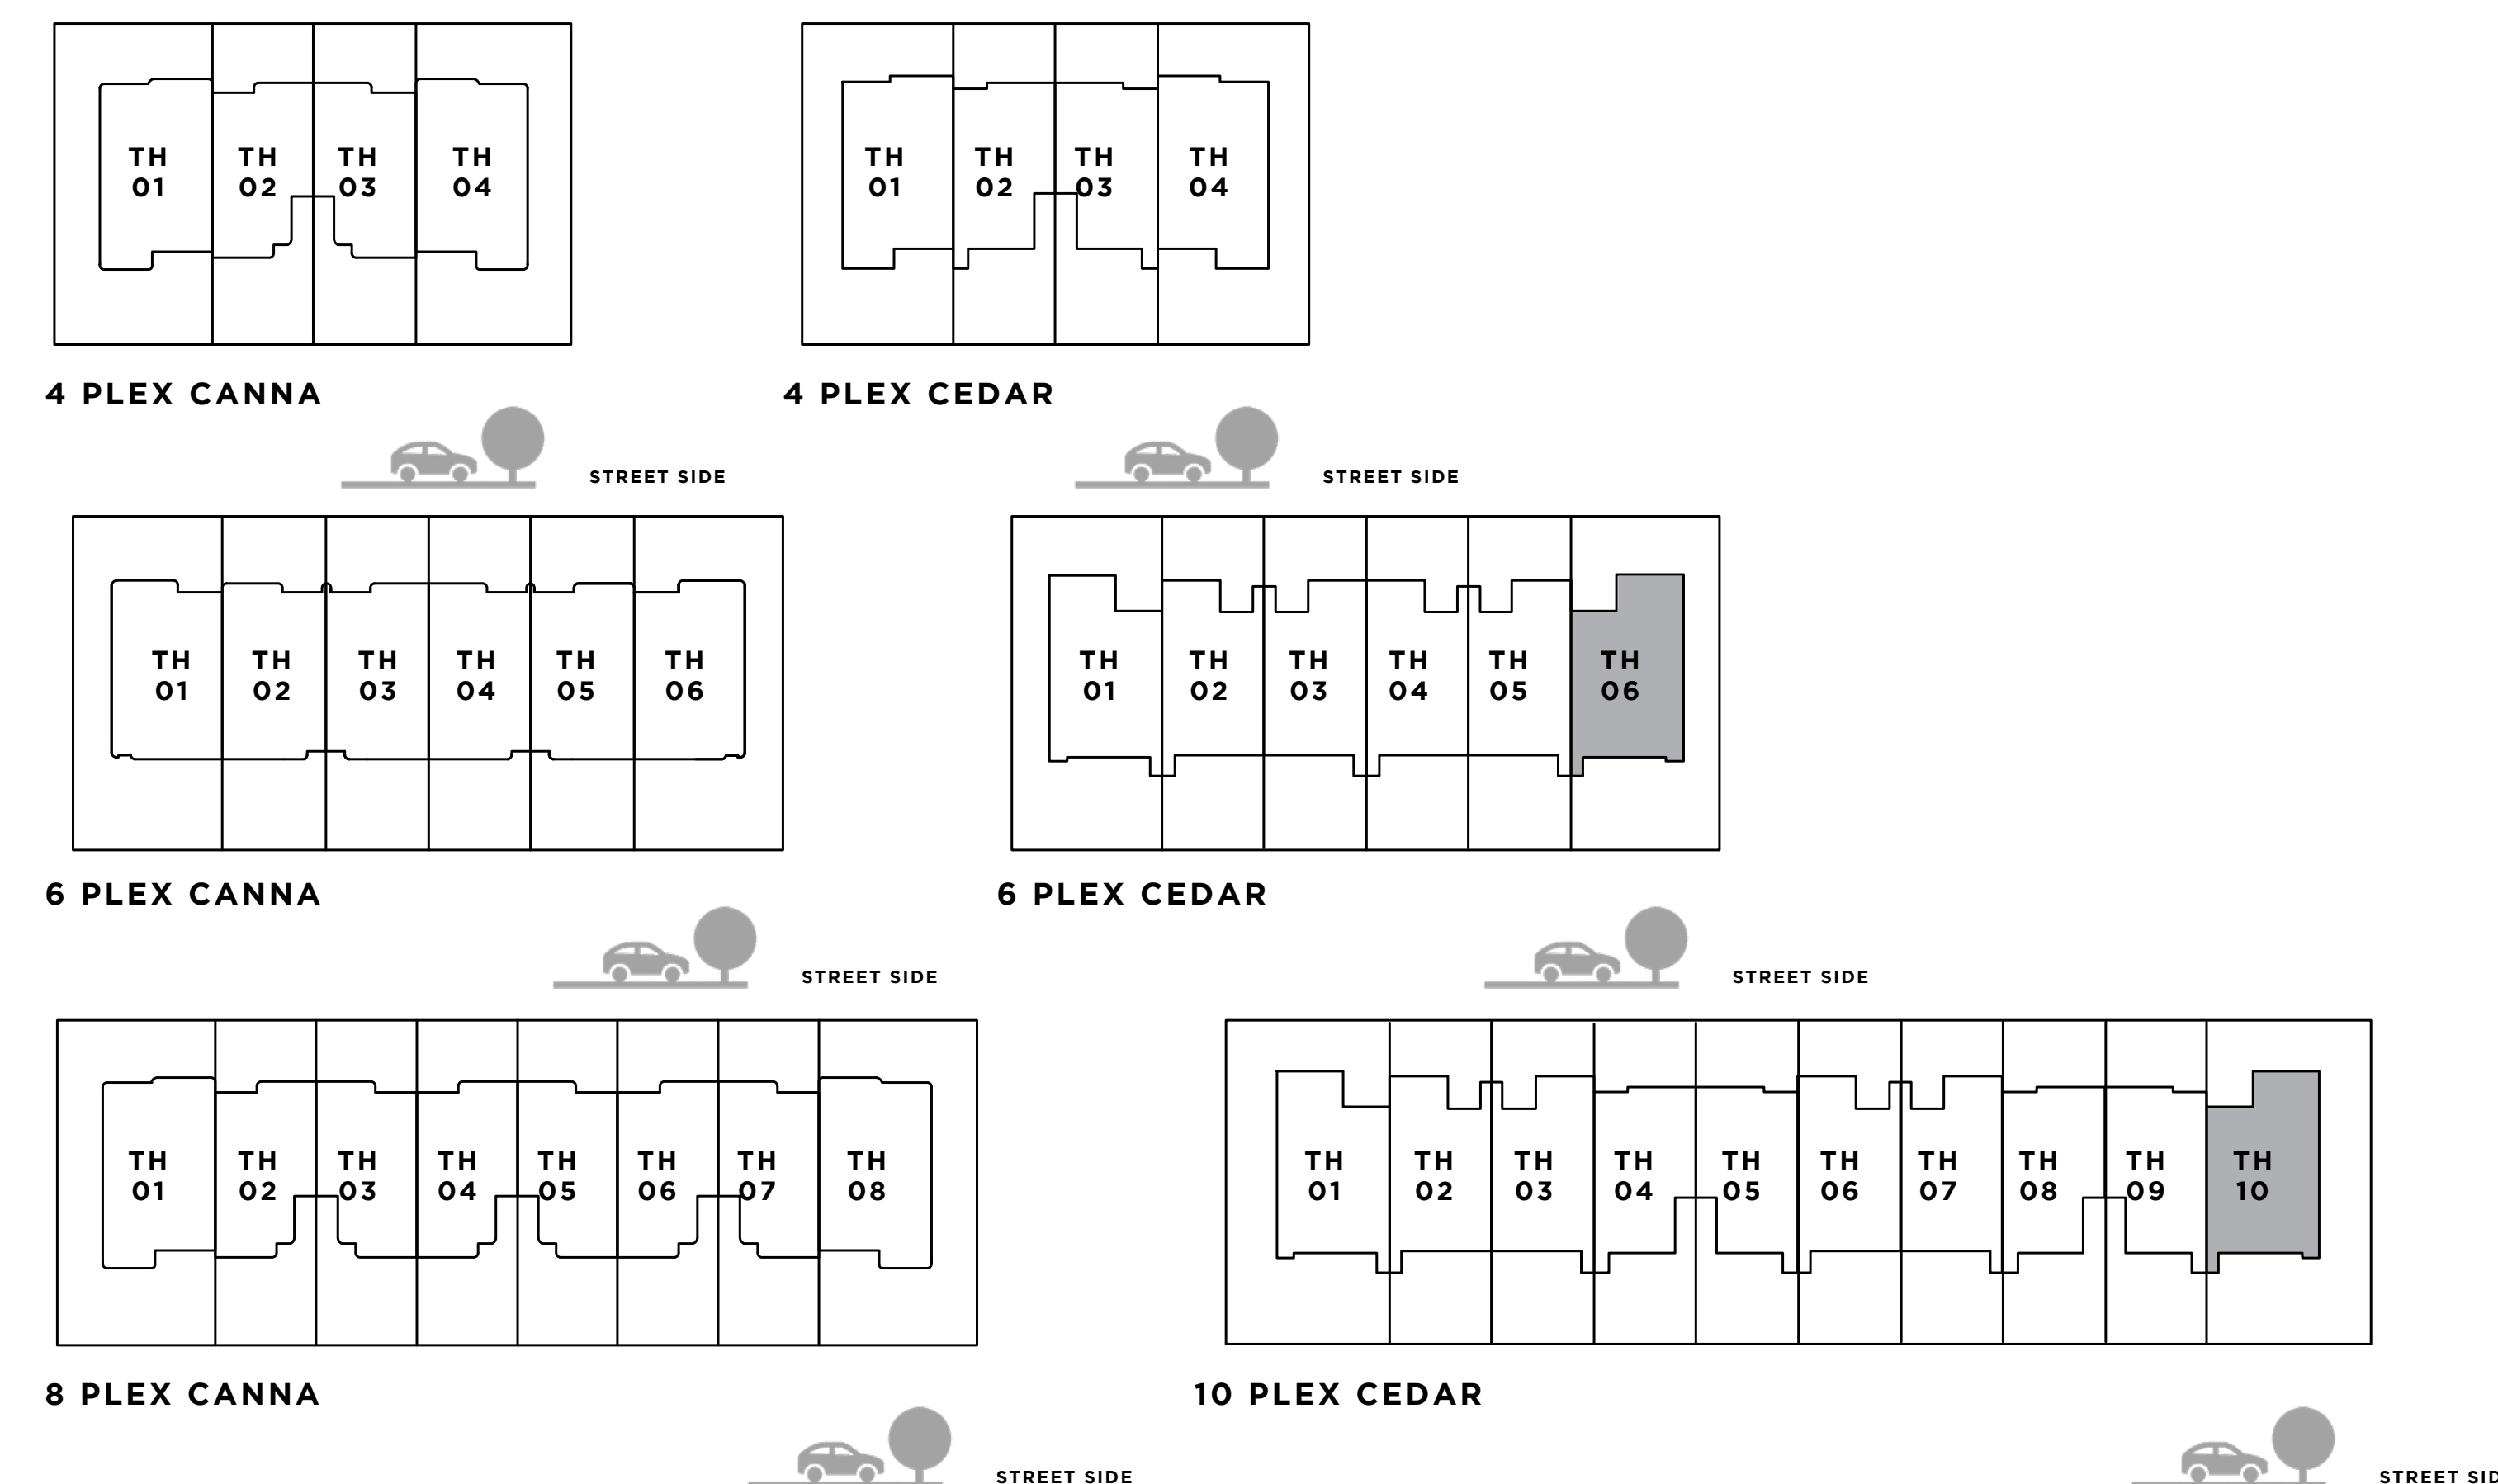 TH TH TH TH
01 02 03 04
TH TH TH TH
01 02 03 04
4 PLEX CANNA
4 PLEX CEDAR
STREET SIDE
STREET SIDE
TH TH TH TH TH TH
01 02 03 04 05 06
TH TH TH TH TH TH
01 02 03 04 05 06
6 PLEX CANNA
6 PLEX CEDAR
STREET SIDE
STREET SIDE
TH TH TH TH TH TH TH TH
01 02 03 04 05 06 07 08
TH TH TH TH TH TH TH TH TH TH
01 02 03 04 05 06 07 08 09 10
8 PLEX CANNA
10 PLEX CEDAR
STREET SIDE
STREET SID